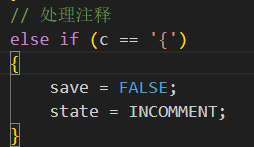 // 处理注释
else if (c == '{')
{
    save = FALSE;
    state = INCOMMENT;
}